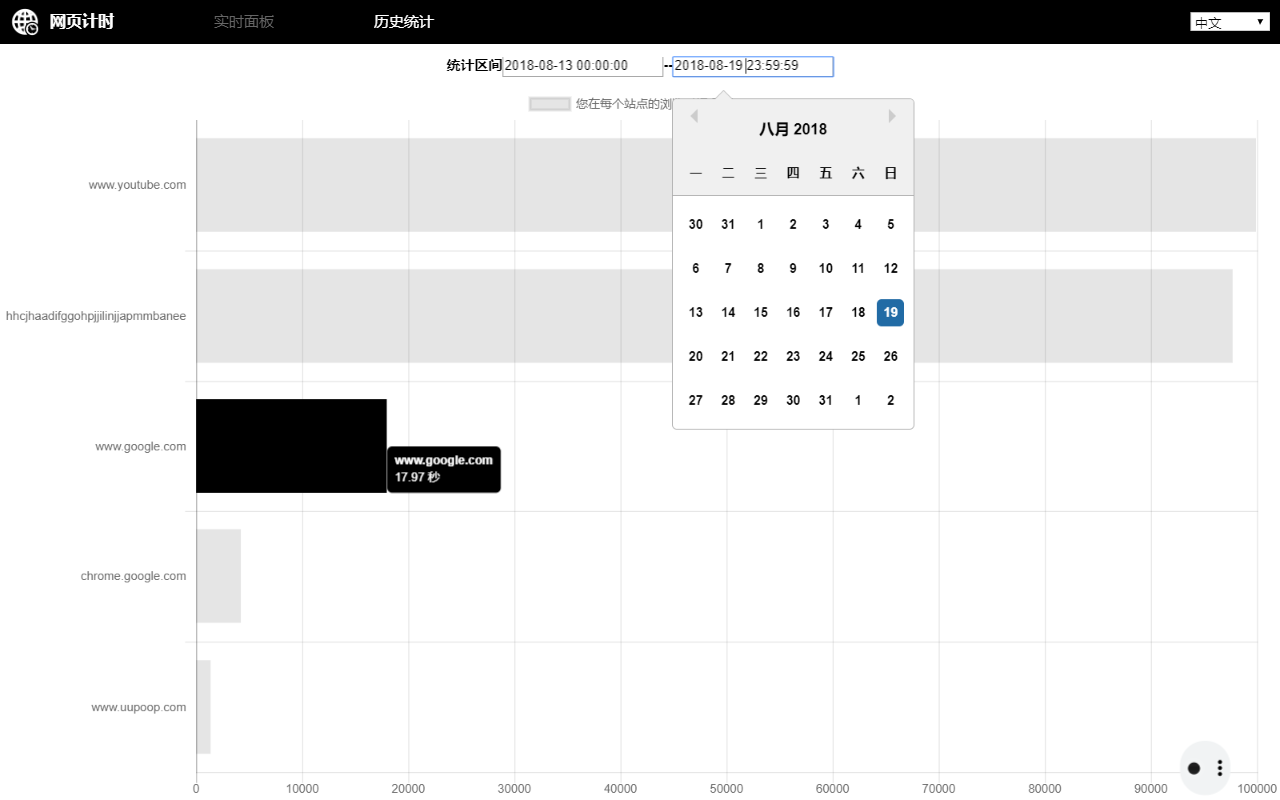 网页计时 实时面板 历史统计 中文
统计区间 2018-08-13 00:00:00 -- 2018-08-19 23:59:59
您在每个站点的浏
八月 2018
一 二 三 四 五 六 日
30 31 1 2 3 4 5
6 7 8 9 10 11 12
13 14 15 16 17 18 19
20 21 22 23 24 25 26
27 28 29 30 31 1 2
www.youtube.com
hhcjhaadifggohpjjilinjjapmmbanee
www.google.com
www.google.com
17.97 秒
chrome.google.com
www.uupoop.com
0 10000 20000 30000 40000 50000 60000 70000 80000 90000 100000